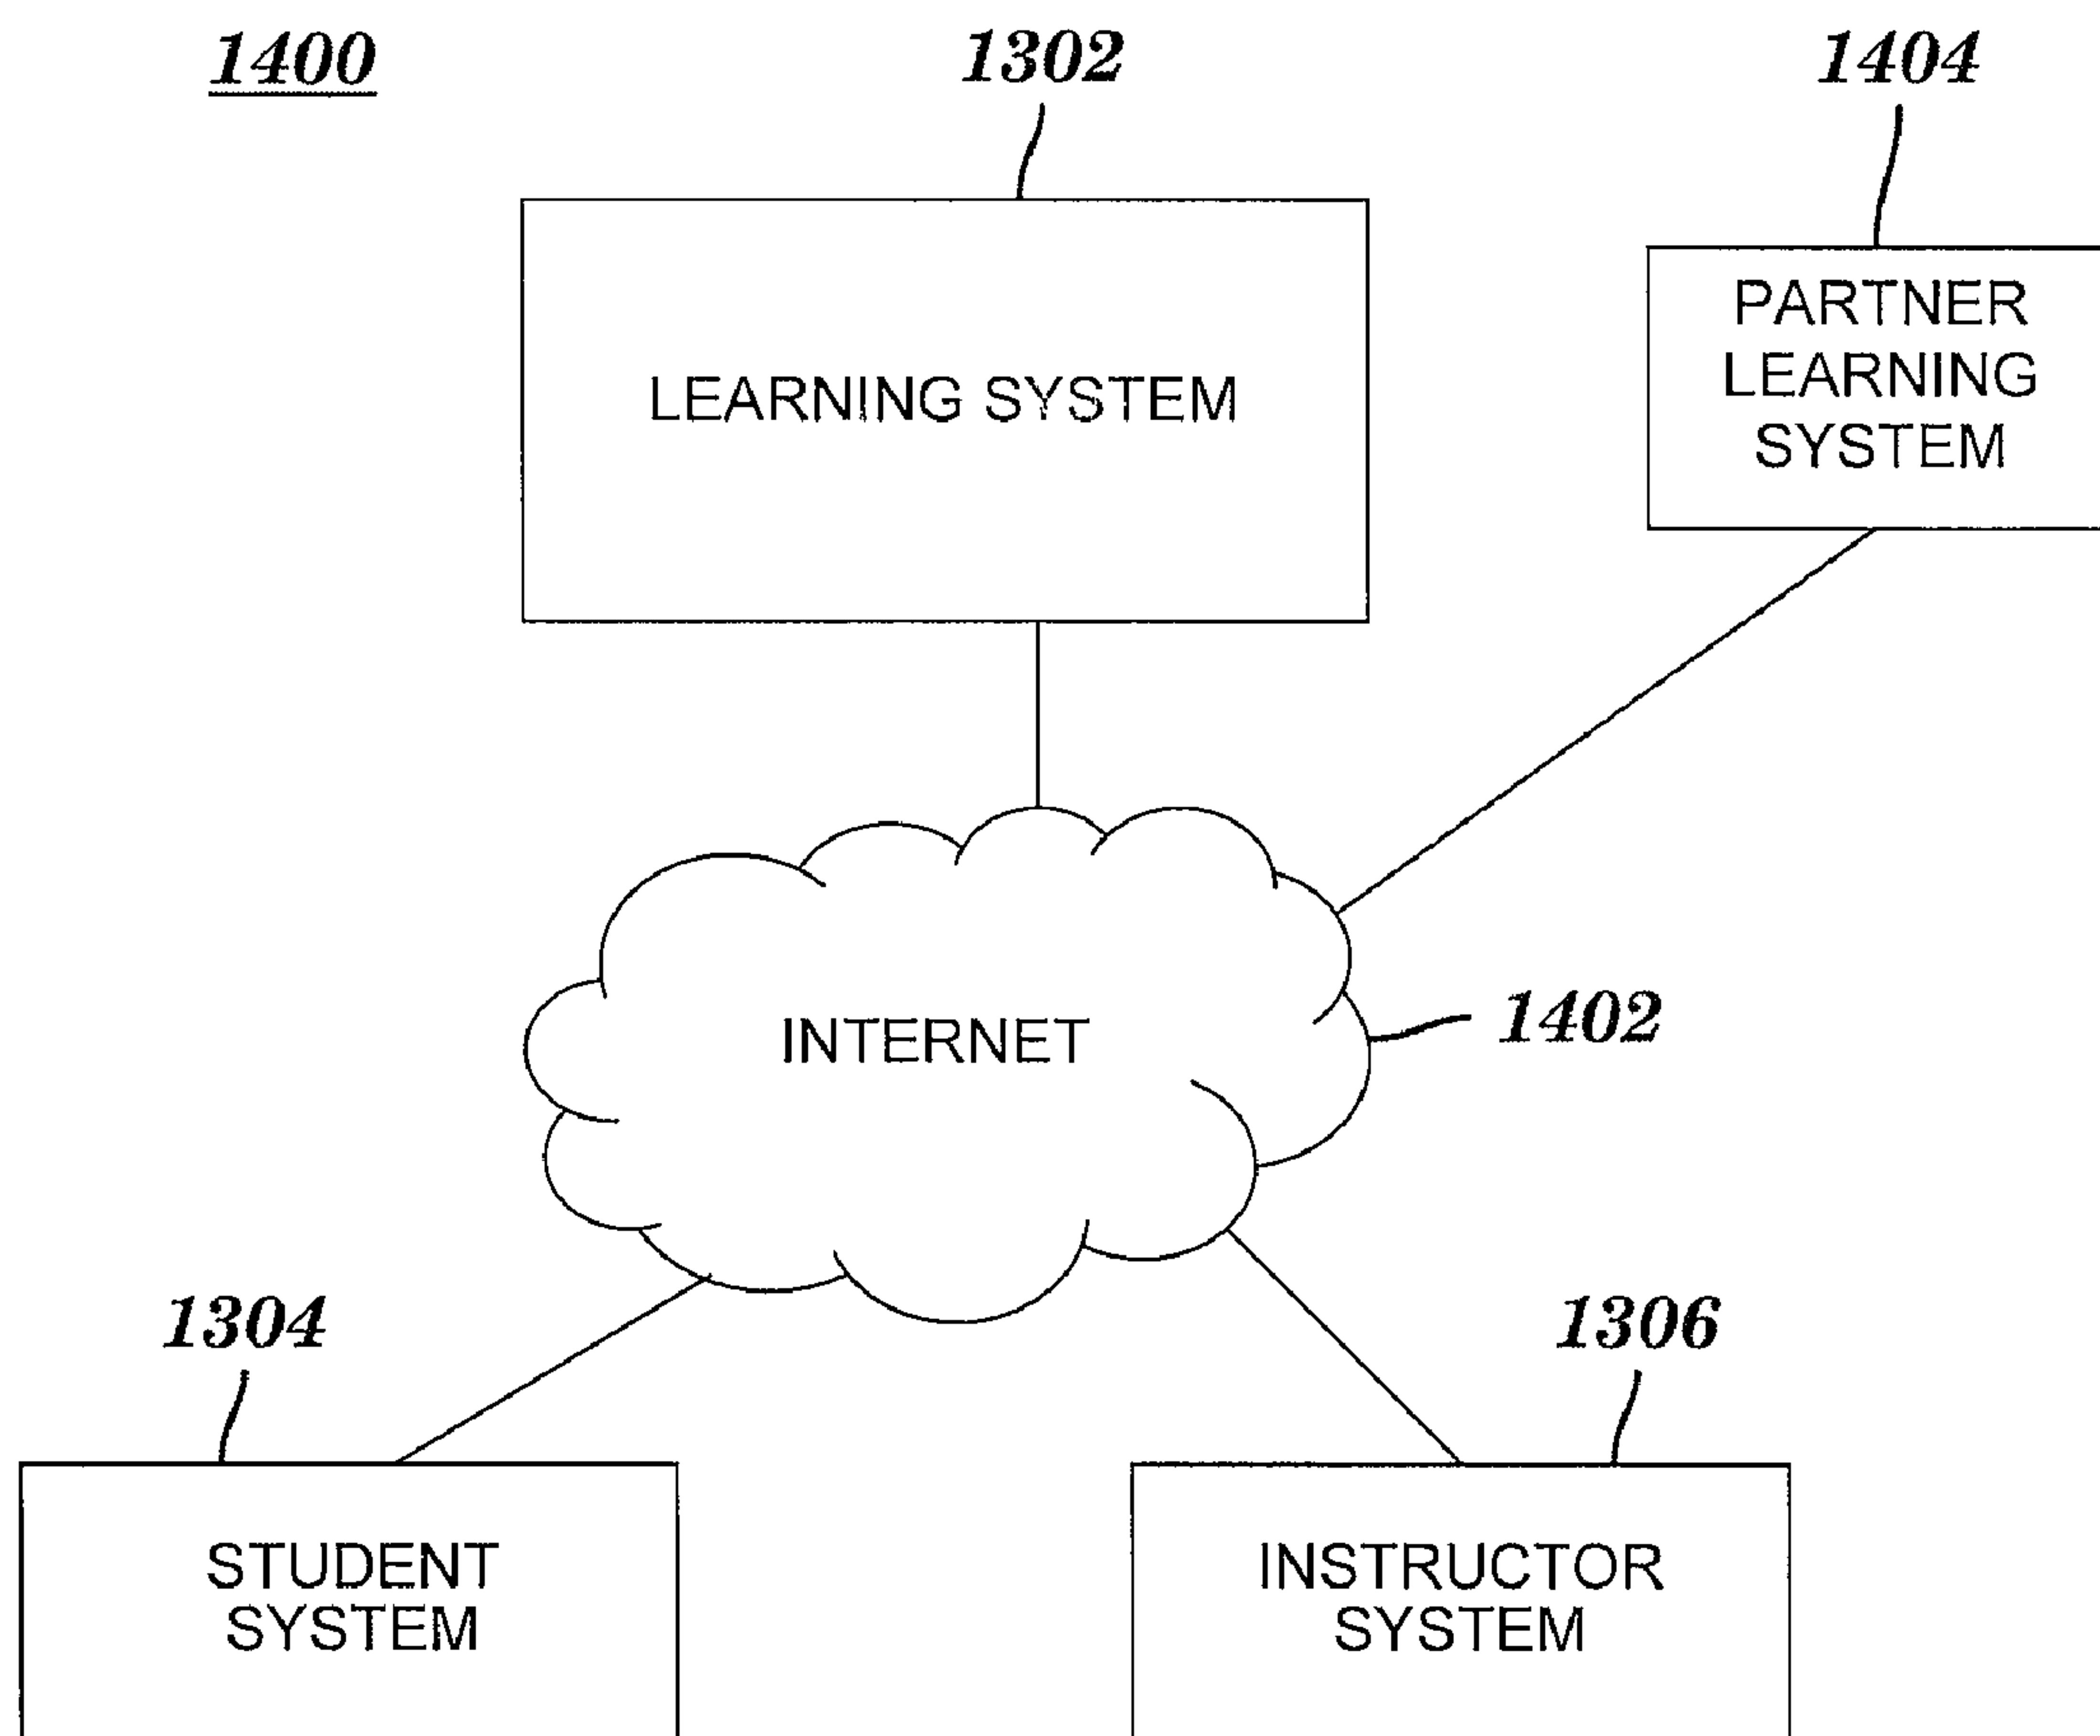 1400
1302
1404
LEARNING SYSTEM
PARTNER
LEARNING
SYSTEM
INTERNET
1402
1304
1306
STUDENT
SYSTEM
INSTRUCTOR
SYSTEM